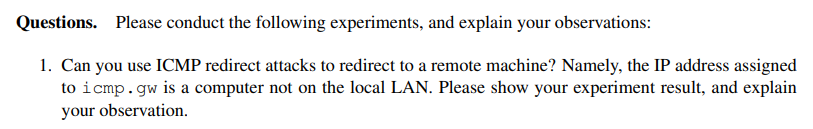 Questions. Please conduct the following experiments, and explain your observations:
1. Can you use ICMP redirect attacks to redirect to a remote machine? Namely, the IP address assigned
to icmp.gw is a computer not on the local LAN. Please show your experiment result, and explain
your observation.